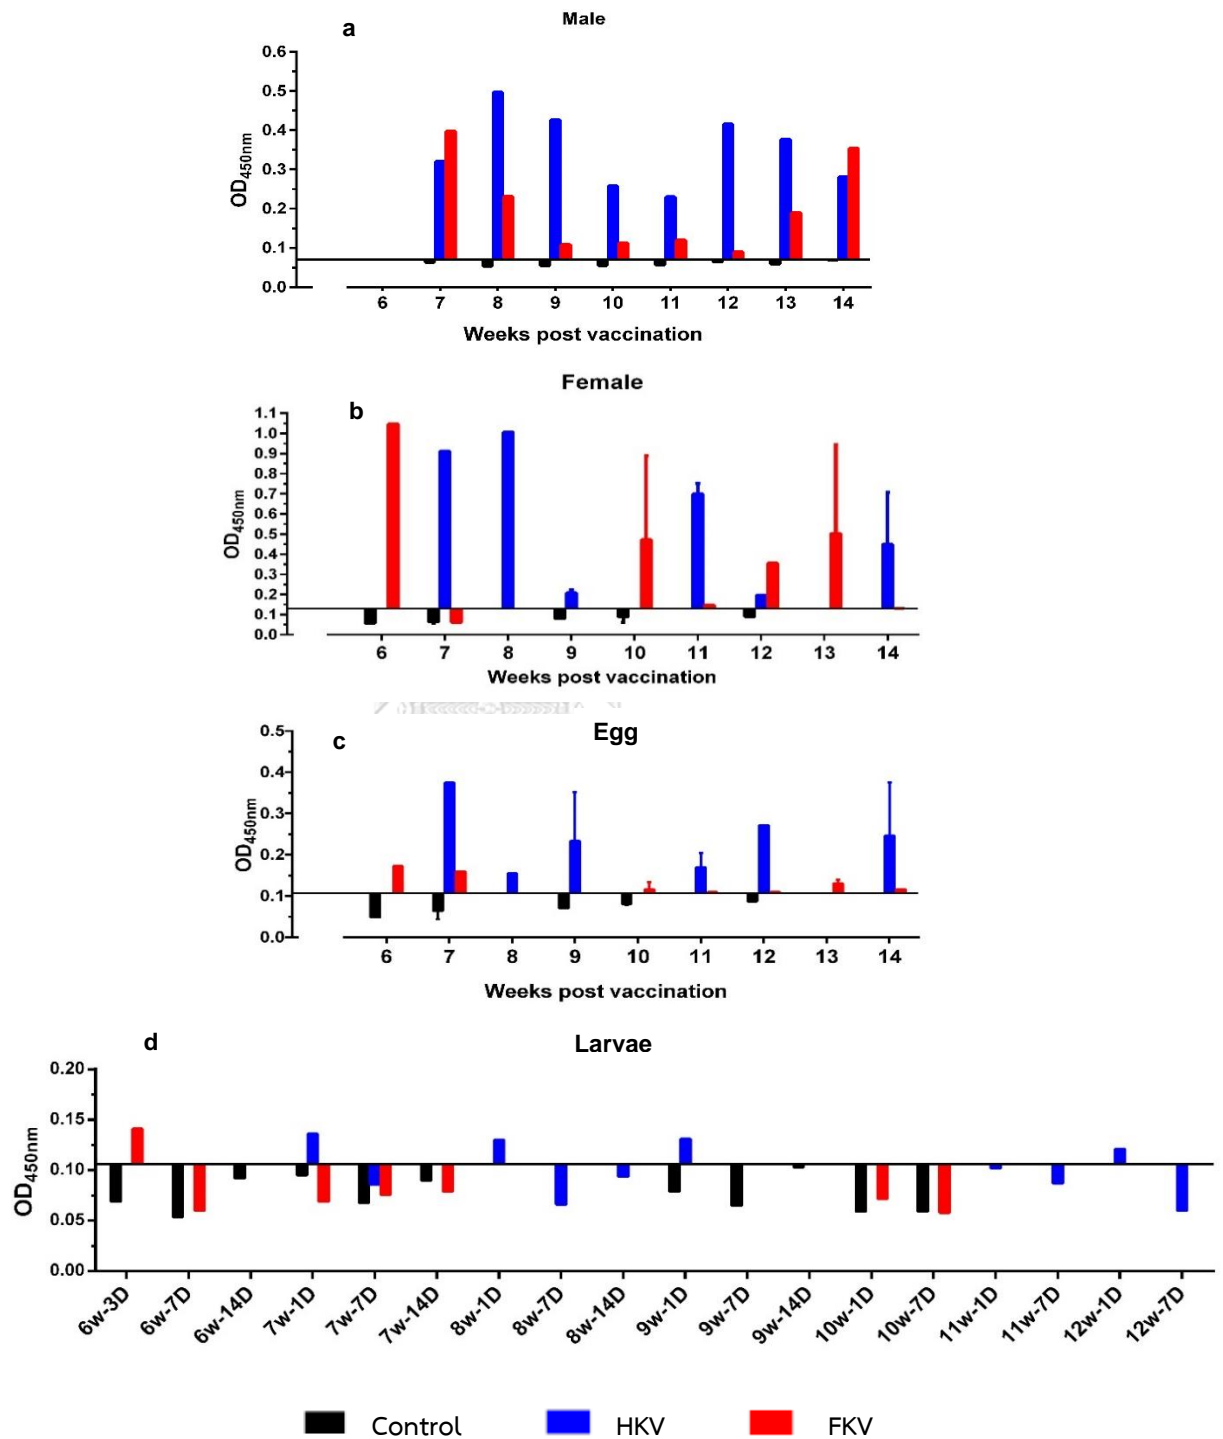 Male
a
0.6
0.5
0.4
0.3
0.2
0.1
0.0
OD450nm
6 7 8 9 10 11 12 13 14
Weeks post vaccination
Female
b
1.1
1.0
0.9
0.8
0.7
0.6
0.5
0.4
0.3
0.2
0.1
0.0
OD450nm
6 7 8 9 10 11 12 13 14
Weeks post vaccination
Egg
c
0.5
0.4
0.3
0.2
0.1
0.0
OD450nm
6 7 8 9 10 11 12 13 14
Weeks post vaccination
d
Larvae
0.20
0.15
0.10
0.05
0.00
OD450nm
6w-3D 6w-7D 6w-14D 7w-1D 7w-7D 7w-14D 8w-1D 8w-7D 8w-14D 9w-1D 9w-7D 9w-14D 10w-1D 10w-7D 11w-1D 11w-7D 12w-1D 12w-7D
Control HKV FKV